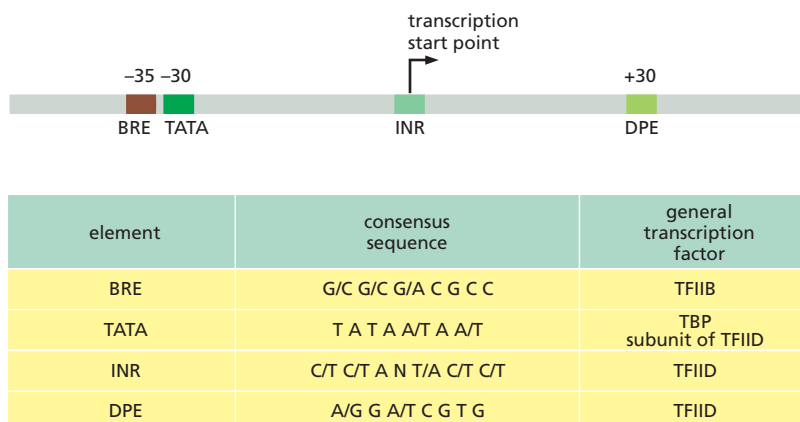 transcription
start point
–35 –30
+30
BRE TATA
INR
DPE
element
consensus
sequence
general
transcription
factor
BRE
G/C G/C G/A C G C C
TFIIB
TATA
T A T A A/T A A/T
TBP
subunit of TFIID
INR
C/T C/T A N T/A C/T C/T
TFIID
DPE
A/G G A/T C G T G
TFIID